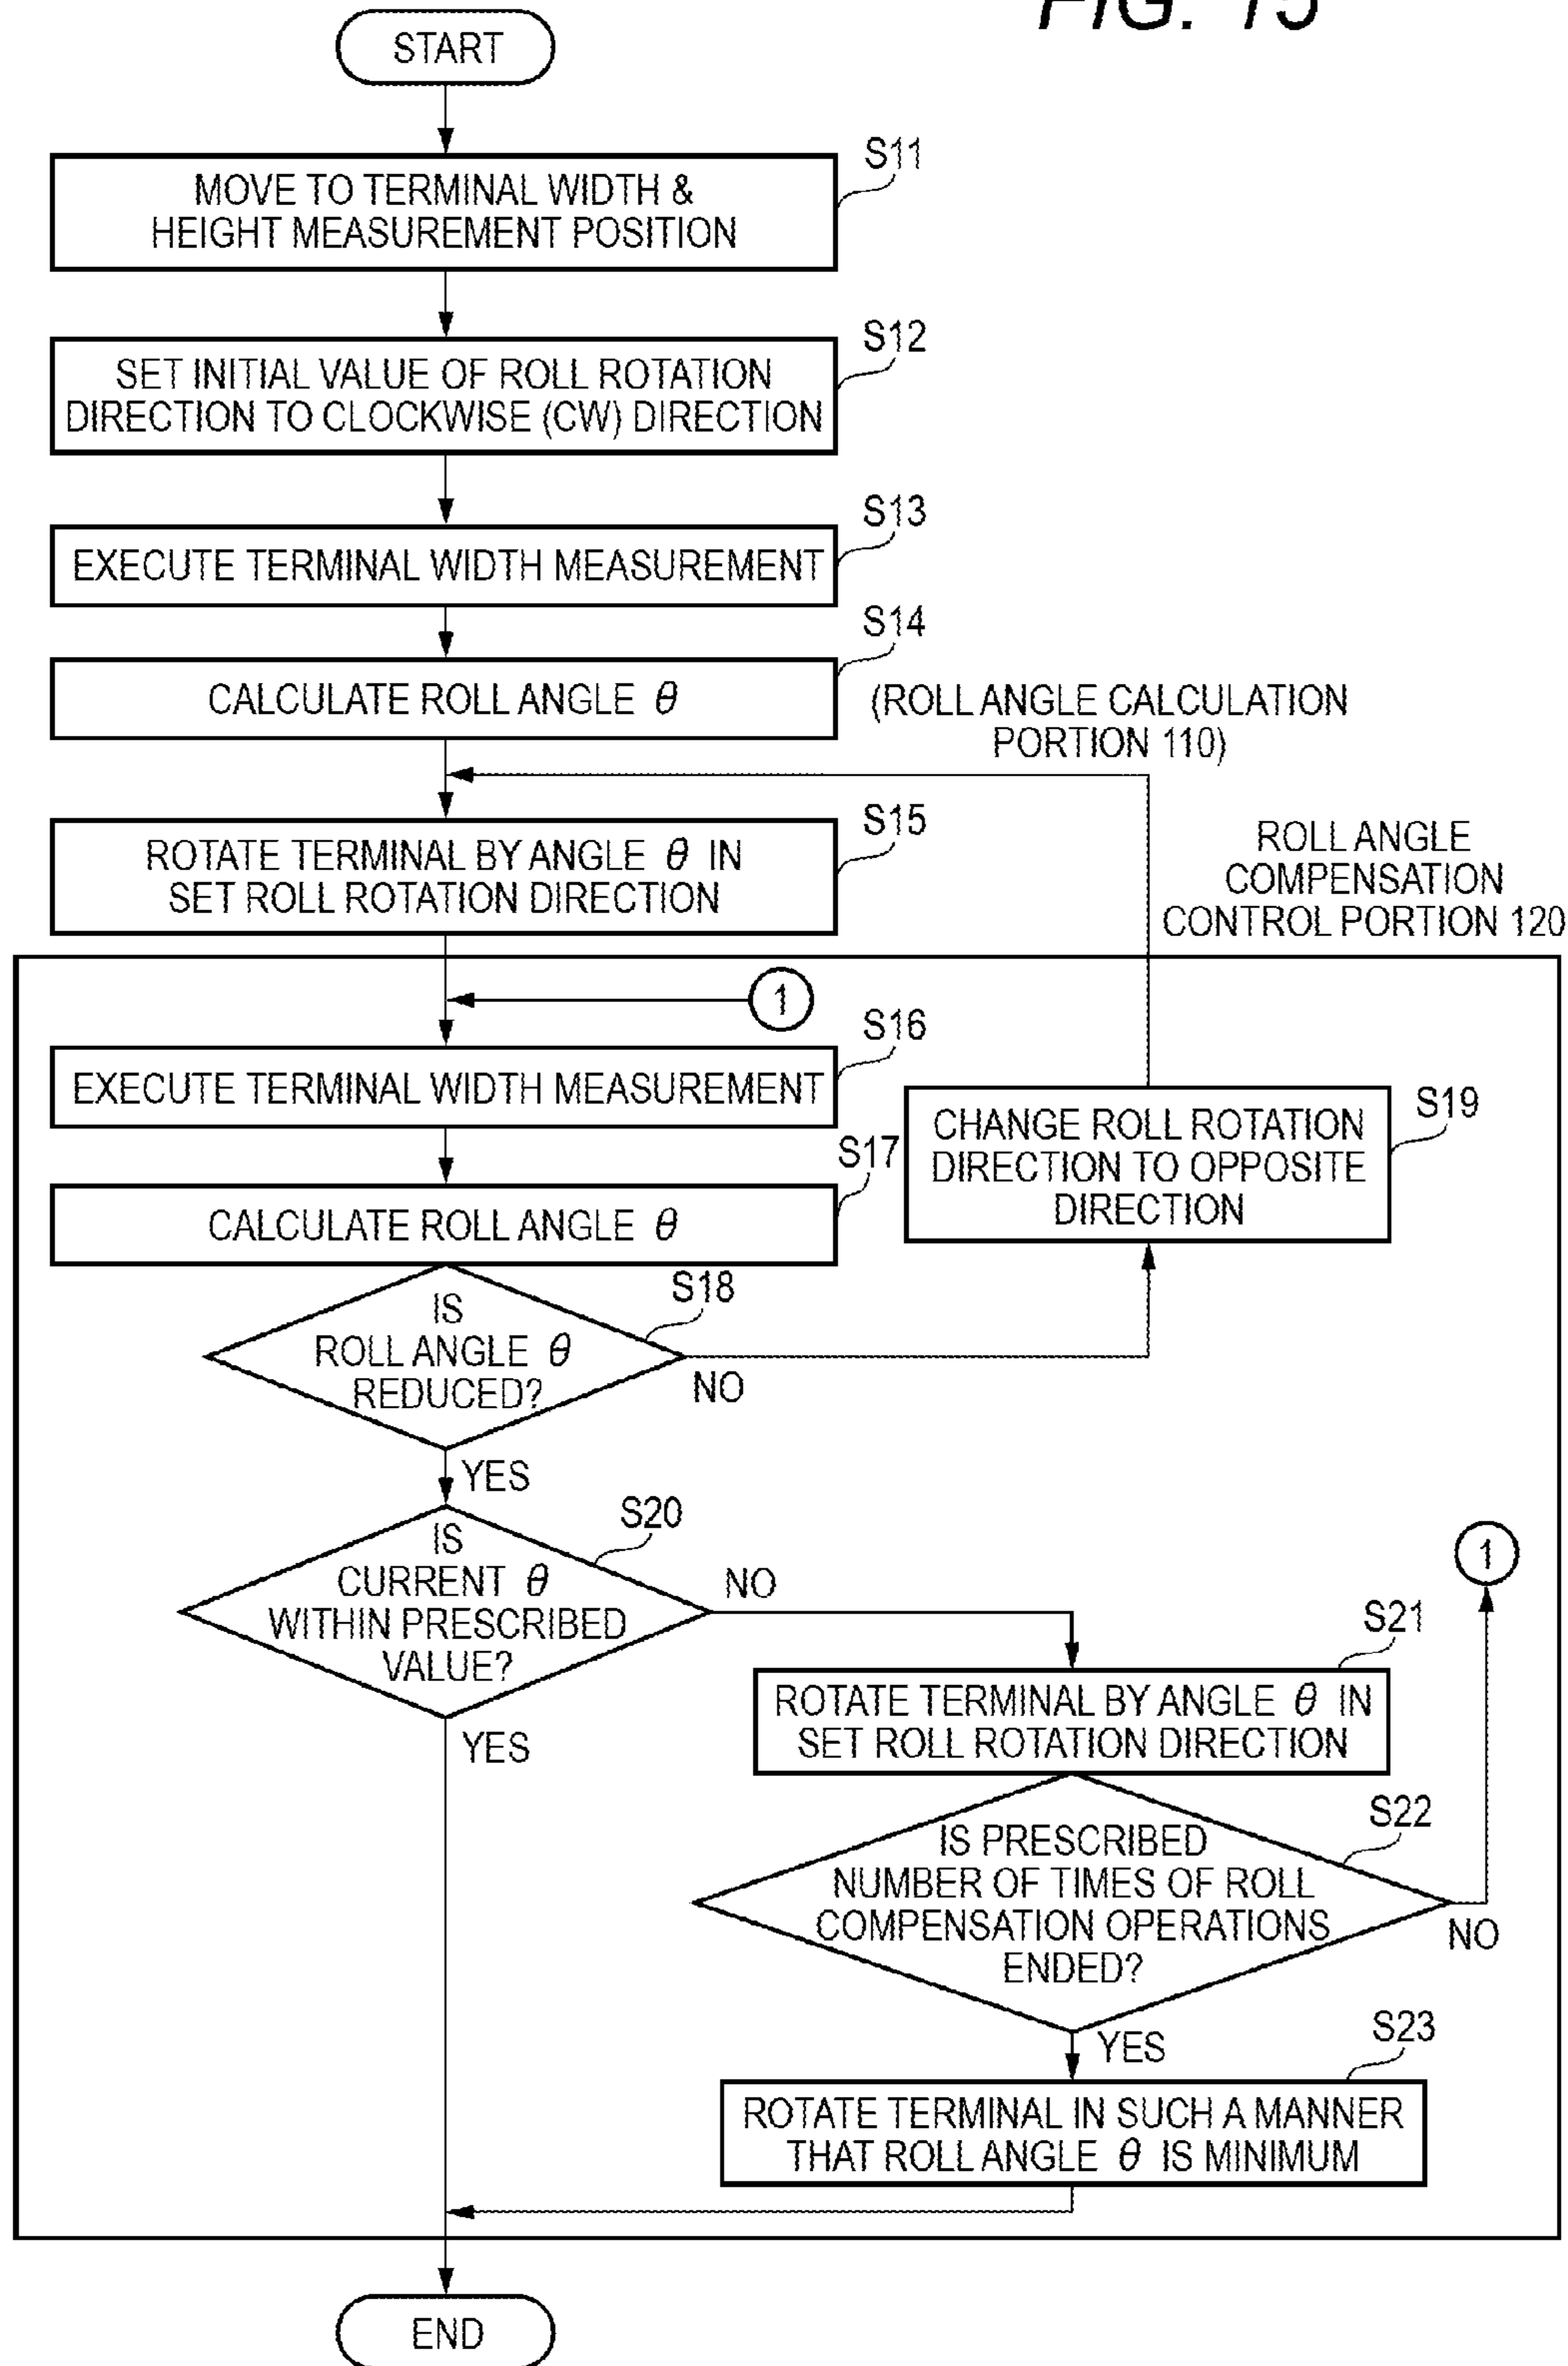 FIG. 15
START
S11
MOVE TO TERMINAL WIDTH &
HEIGHT MEASUREMENT POSITION
S12
SET INITIAL VALUE OF ROLL ROTATION
DIRECTION TO CLOCKWISE (CW) DIRECTION
S13
EXECUTE TERMINAL WIDTH MEASUREMENT
S14
CALCULATE ROLL ANGLE θ
(ROLL ANGLE CALCULATION
PORTION 110)
S15
ROTATE TERMINAL BY ANGLE θ IN
SET ROLL ROTATION DIRECTION
ROLL ANGLE
COMPENSATION
CONTROL PORTION 120
1
S16
EXECUTE TERMINAL WIDTH MEASUREMENT
S17
CALCULATE ROLL ANGLE θ
S19
CHANGE ROLL ROTATION
DIRECTION TO OPPOSITE
DIRECTION
S18
IS
ROLL ANGLE θ
REDUCED?
NO
YES
S20
IS
CURRENT θ
WITHIN PRESCRIBED
VALUE?
NO
YES
1
S21
ROTATE TERMINAL BY ANGLE θ IN
SET ROLL ROTATION DIRECTION
S22
IS PRESCRIBED
NUMBER OF TIMES OF ROLL
COMPENSATION OPERATIONS
ENDED?
NO
YES
S23
ROTATE TERMINAL IN SUCH A MANNER
THAT ROLL ANGLE θ IS MINIMUM
END